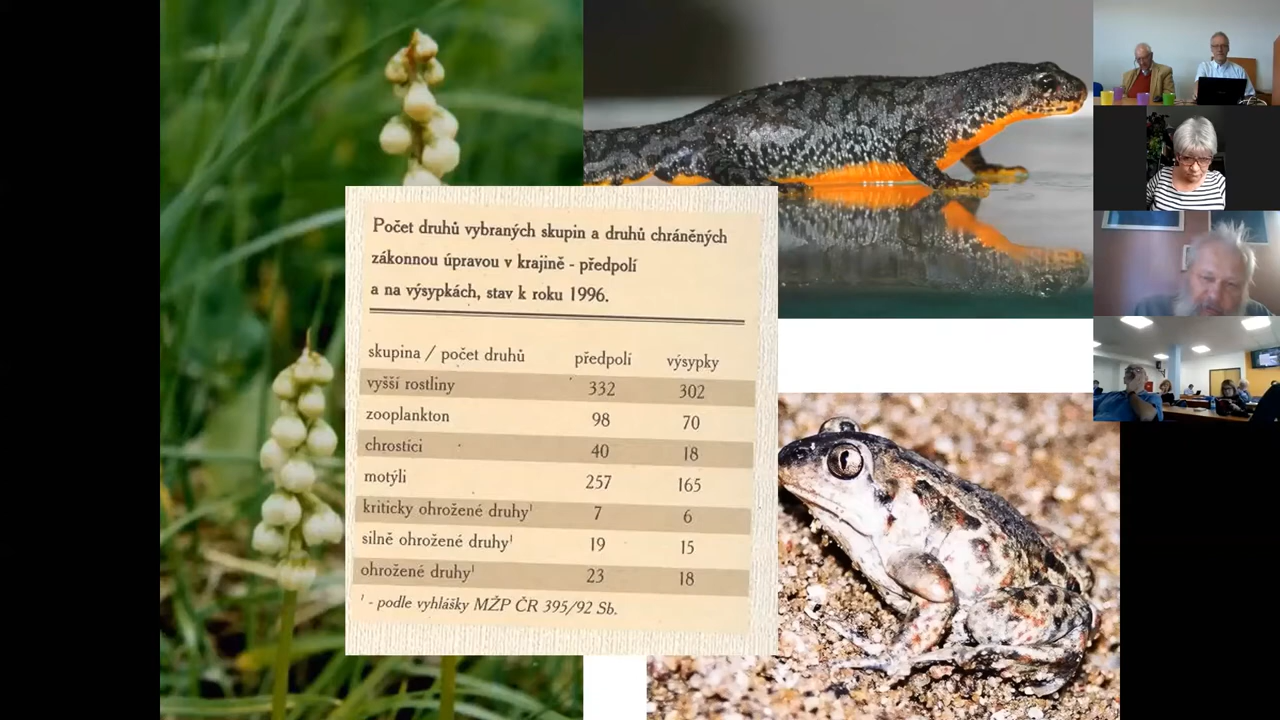 Počet druhů vybraných skupin a druhů chráněných
zákonnou úpravou v krajině - předpolí
a na výsypkách, stav k roku 1996.
skupina / počet druhů předpolí výsypky
vyšší rostliny 332 302
zooplankton 98 70
chrostíci 40 18
motýli 257 165
kriticky ohrožené druhy¹ 7 6
silně ohrožené druhy¹ 19 15
ohrožené druhy¹ 23 18
¹ - podle vyhlášky MŽP ČR 395/92 Sb.